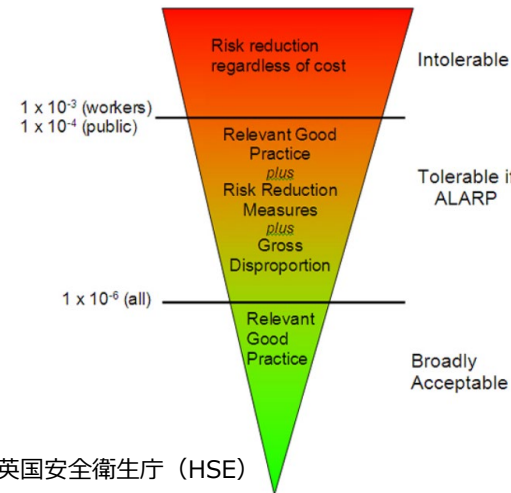 Risk reduction
regardless of cost
Intolerable
1 x 10⁻³ (workers)
1 x 10⁻⁴ (public)
Relevant Good
Practice
plus
Risk Reduction
Measures
plus
Gross
Disproportion
Tolerable if
ALARP
1 x 10⁻⁶ (all)
Relevant
Good
Practice
Broadly
Acceptable
英国安全衛生庁（HSE）